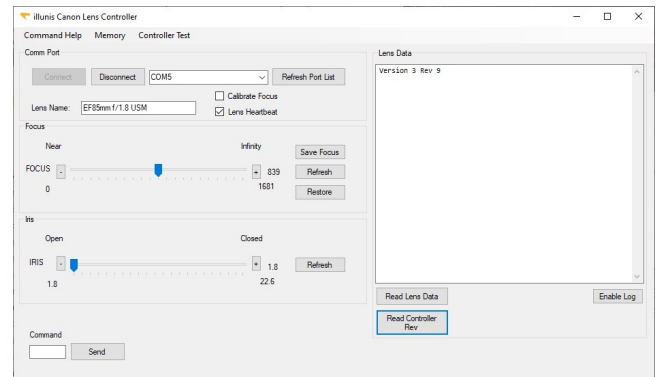 illunis Canon Lens Controller
Command Help Memory Controller Test
Comm Port
Connect Disconnect COM5 Refresh Port List
Calibrate Focus
Lens Name: EF85mm f/1.8 USM Lens Heartbeat
Focus
Near Infinity Save Focus
FOCUS - + 839 Refresh
0 1681 Restore
Iris
Open Closed
IRIS - + 1.8 Refresh
1.8 22.6
Command
Send
Lens Data
Version 3 Rev 9
Read Lens Data Enable Log
Read Controller
Rev